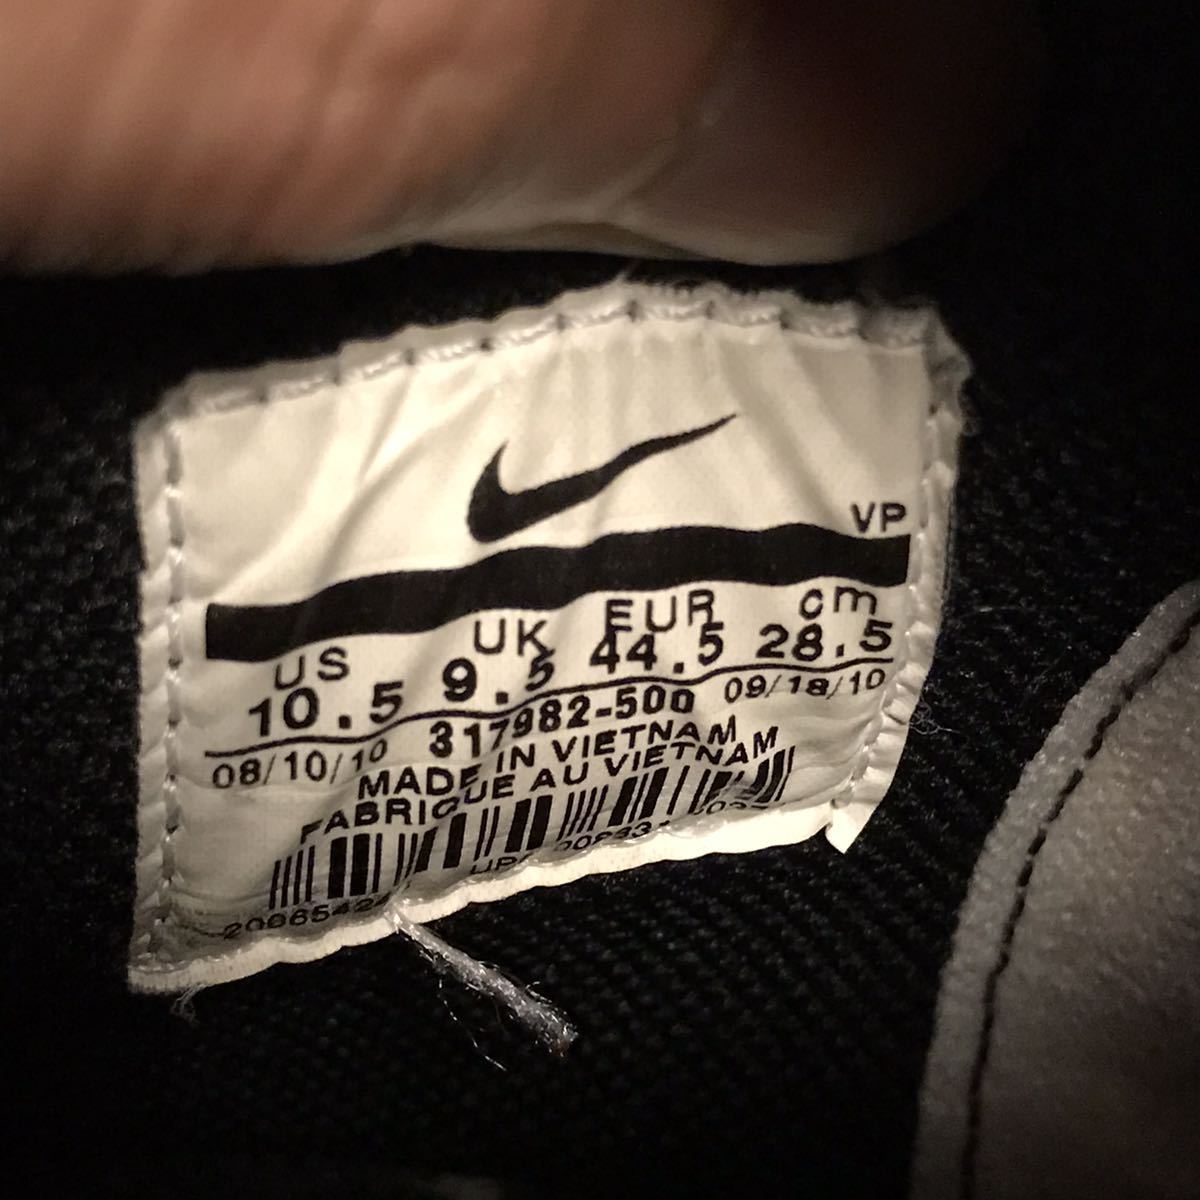 VP
US UK EUR cm
10.5 9.5 44.5 28.5
08/10/10 317982-500 09/18/10
MADE IN VIETNAM
FABRIQUE AU VIETNAM